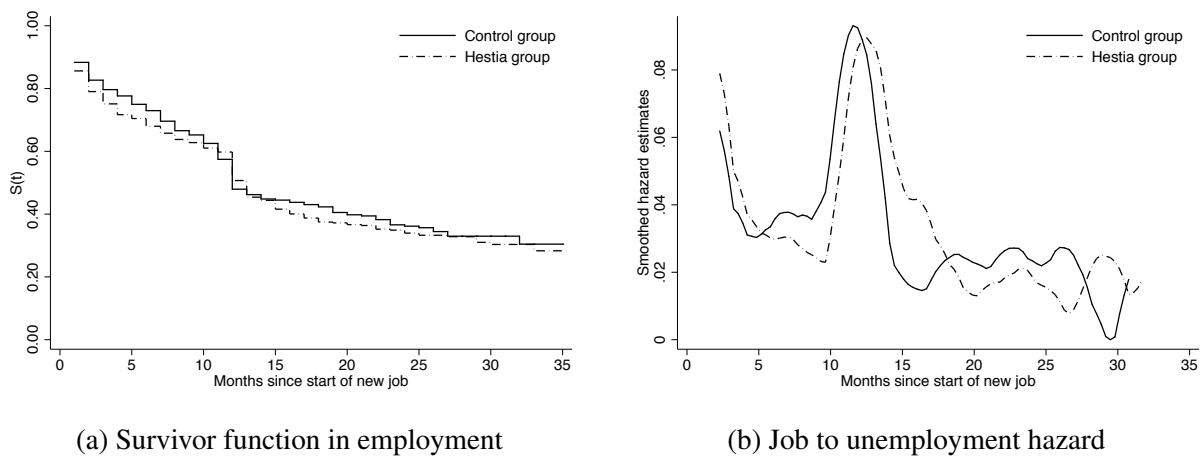 1.00
0.80
0.60
0.40
0.20
0.00
S(t)
Control group
Hestia group
0 5 10 15 20 25 30 35
Months since start of new job
(a) Survivor function in employment
.08
.06
.04
.02
0
Smoothed hazard estimates
Control group
Hestia group
0 5 10 15 20 25 30 35
Months since start of new job
(b) Job to unemployment hazard